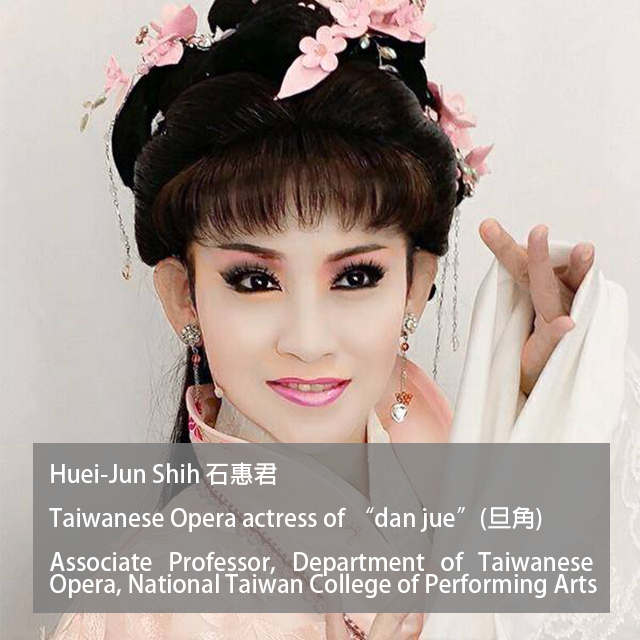 Huei-Jun Shih 石惠君
Taiwanese Opera actress of “dan jue” (旦角)
Associate Professor, Department of Taiwanese
Opera, National Taiwan College of Performing Arts